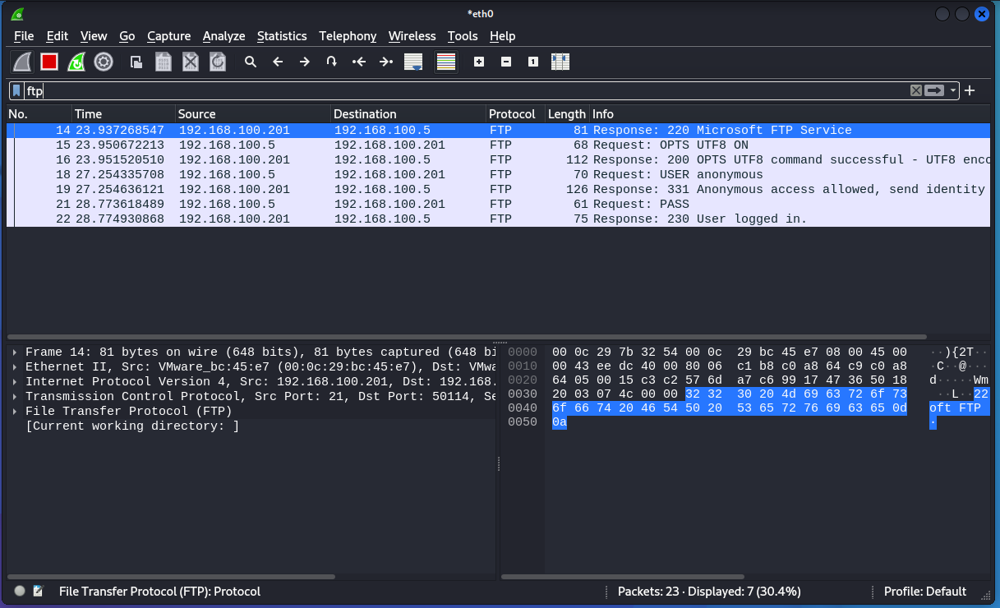 *eth0
File Edit View Go Capture Analyze Statistics Telephony Wireless Tools Help
ftp
No. Time Source Destination Protocol Length Info
14 23.937268547 192.168.100.201 192.168.100.5 FTP 81 Response: 220 Microsoft FTP Service
15 23.950672213 192.168.100.5 192.168.100.201 FTP 68 Request: OPTS UTF8 ON
16 23.951520510 192.168.100.201 192.168.100.5 FTP 112 Response: 200 OPTS UTF8 command successful - UTF8 enco
18 27.254335708 192.168.100.5 192.168.100.201 FTP 70 Request: USER anonymous
19 27.254636121 192.168.100.201 192.168.100.5 FTP 126 Response: 331 Anonymous access allowed, send identity
21 28.773618489 192.168.100.5 192.168.100.201 FTP 61 Request: PASS
22 28.774930868 192.168.100.201 192.168.100.5 FTP 75 Response: 230 User logged in.
Frame 14: 81 bytes on wire (648 bits), 81 bytes captured (648 bi
Ethernet II, Src: VMware_bc:45:e7 (00:0c:29:bc:45:e7), Dst: VMwa
Internet Protocol Version 4, Src: 192.168.100.201, Dst: 192.168.
Transmission Control Protocol, Src Port: 21, Dst Port: 50114, Se
File Transfer Protocol (FTP)
[Current working directory: ]
0000 00 0c 29 7b 32 54 00 0c 29 bc 45 e7 08 00 45 00 ··){2T··
0010 00 43 ee dc 40 00 80 06 c1 b8 c0 a8 64 c9 c0 a8 ·C··@···
0020 64 05 00 15 c3 c2 57 6d a7 c6 99 17 47 36 50 18 d·····Wm
0030 20 03 07 4c 00 00 32 32 30 20 4d 69 63 72 6f 73 ··L··22
0040 6f 66 74 20 46 54 50 20 53 65 72 76 69 63 65 0d oft FTP
0050 0a ·
File Transfer Protocol (FTP): Protocol
Packets: 23 · Displayed: 7 (30.4%)
Profile: Default